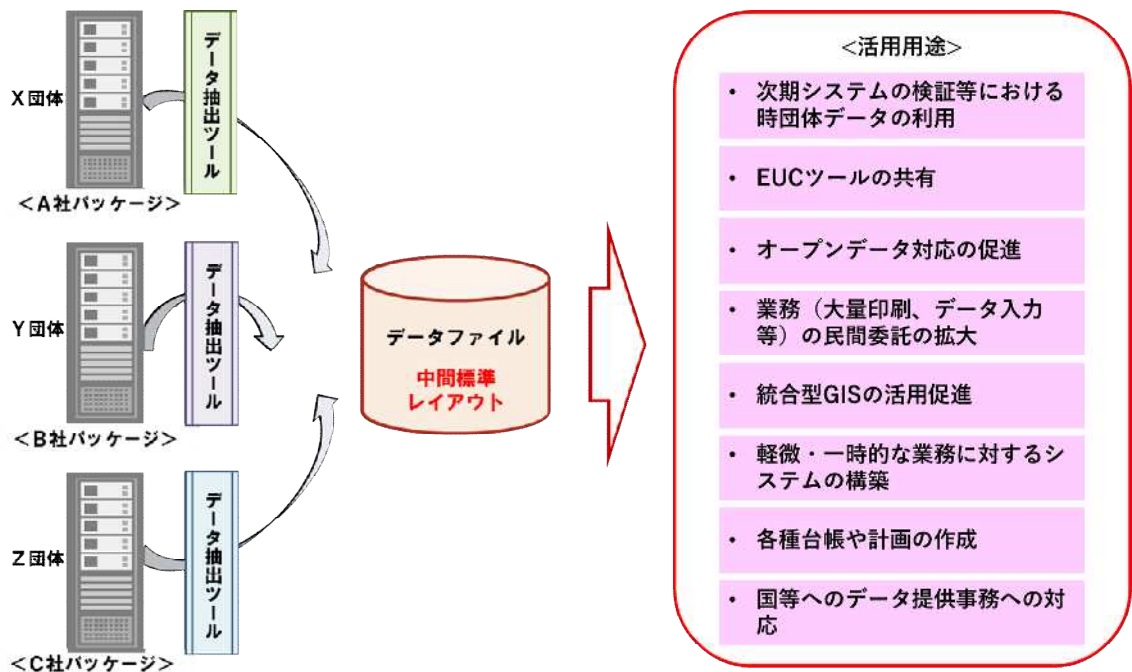 X団体
データ抽出ツール
＜A社パッケージ＞
Y団体
データ抽出ツール
＜B社パッケージ＞
Z団体
データ抽出ツール
＜C社パッケージ＞
データファイル
中間標準
レイアウト
<活用用途>
• 次期システムの検証等における
時団体データの利用
• EUCツールの共有
• オープンデータ対応の促進
• 業務（大量印刷、データ入力
等）の民間委託の拡大
• 統合型GISの活用促進
• 軽微・一時的な業務に対するシ
ステムの構築
• 各種台帳や計画の作成
• 国等へのデータ提供事務への対
応